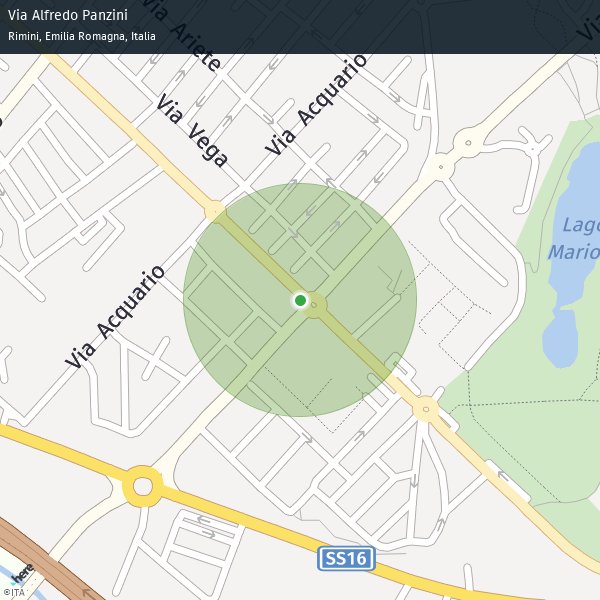 Via Alfredo Panzini
Rimini, Emilia Romagna, Italia
Via Ariete
Via Acquario
Via Vega
Lago
Mario
Via Acquario
SS16
here
©ITA